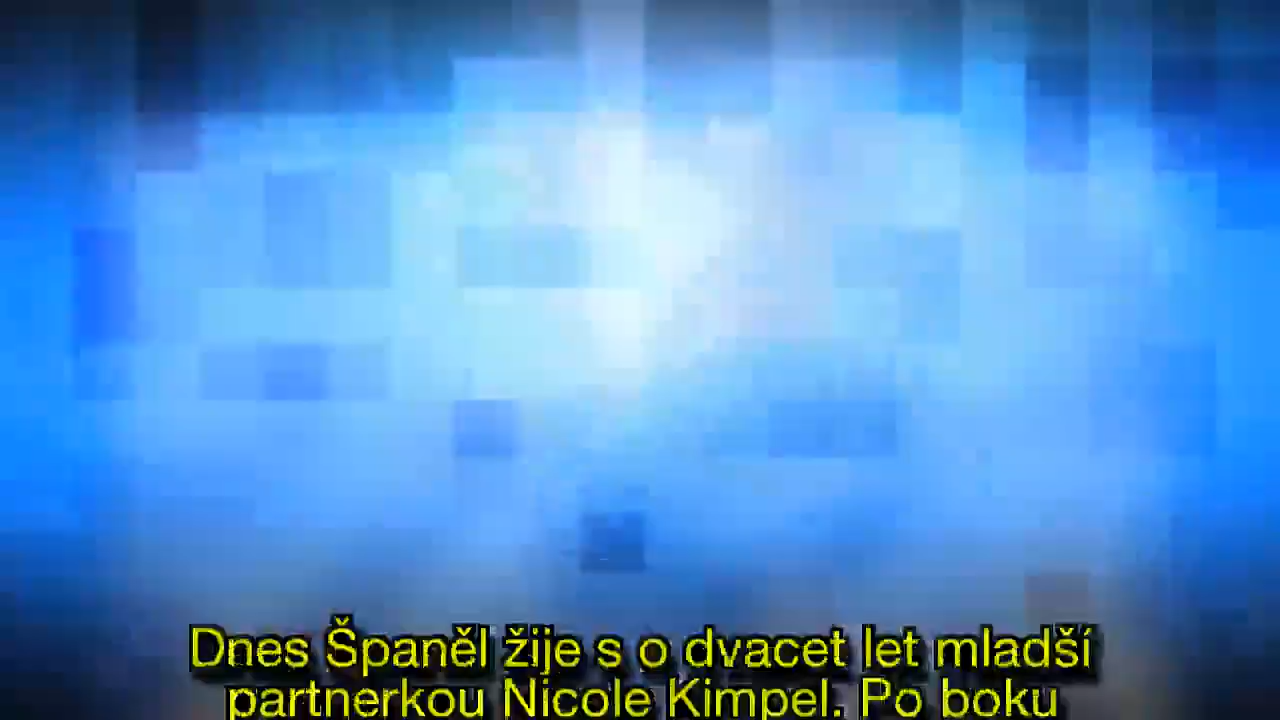 Dnes Španěl žije s o dvacet let mladší
partnerkou Nicole Kimpel. Po boku